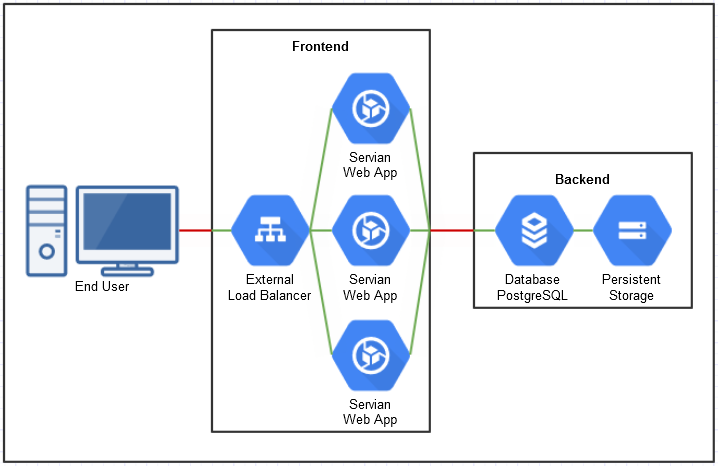 Frontend
Servian
Web App
Backend
End User
External
Load Balancer
Servian
Web App
Database
PostgreSQL
Persistent
Storage
Servian
Web App